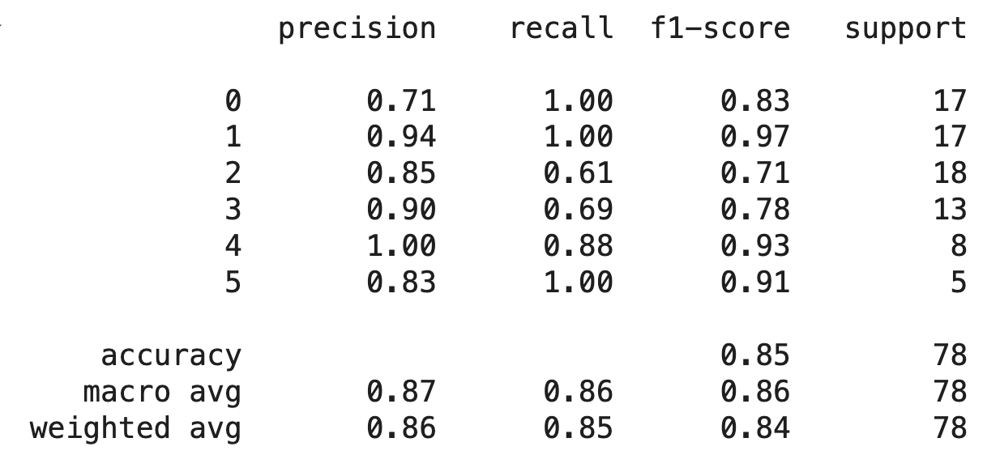 precision recall f1-score support
0 0.71 1.00 0.83 17
1 0.94 1.00 0.97 17
2 0.85 0.61 0.71 18
3 0.90 0.69 0.78 13
4 1.00 0.88 0.93 8
5 0.83 1.00 0.91 5
accuracy 0.85 78
macro avg 0.87 0.86 0.86 78
weighted avg 0.86 0.85 0.84 78